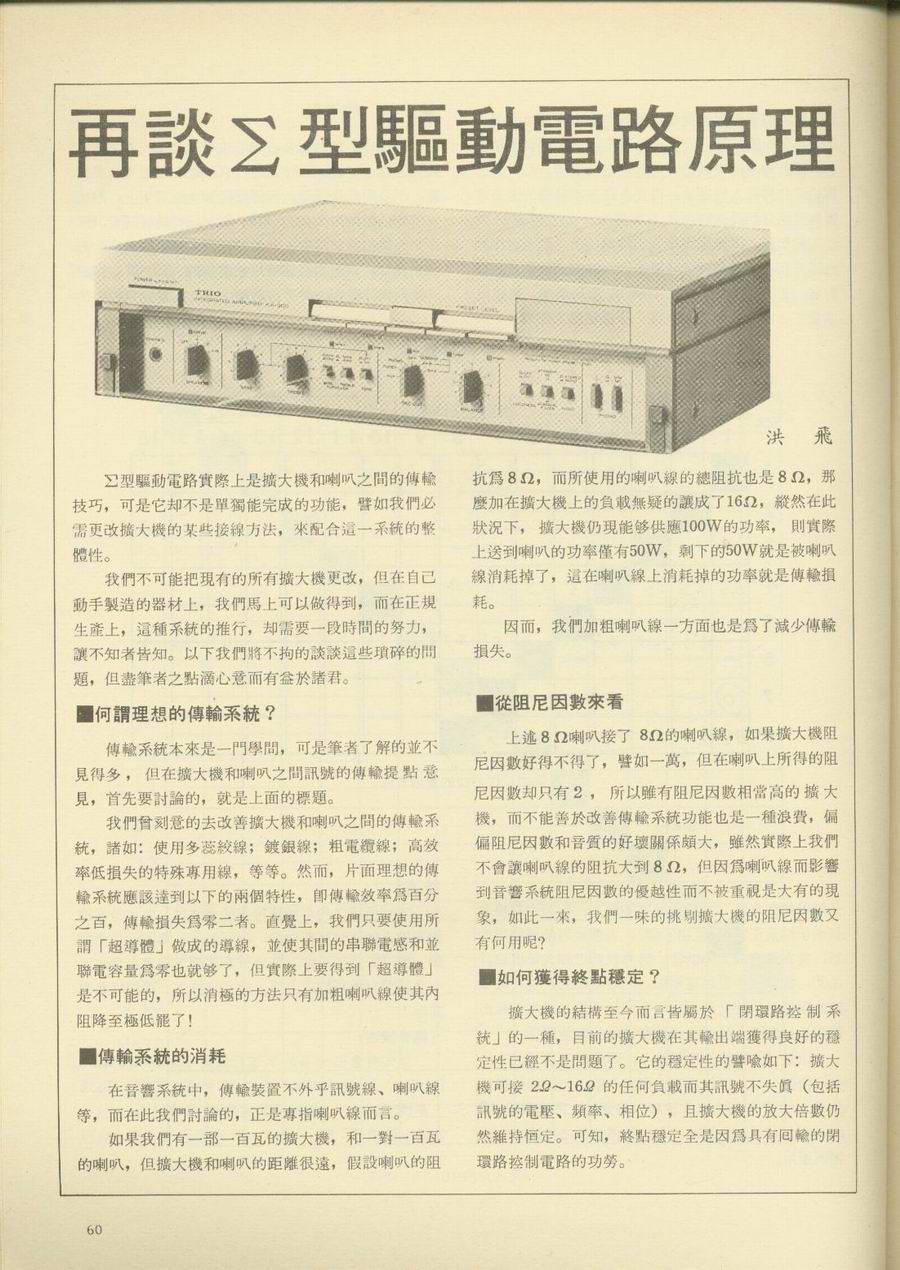 再談Σ型驅動電路原理
TRIO
INTEGRATED AMPLIFIER
洪　飛
Σ型驅動電路實際上是擴大機和喇叭之間的傳輸
技巧，可是它却不是單獨能完成的功能，譬如我們必
需更改擴大機的某些接線方法，來配合這一系統的整
體性。
我們不可能把現有的所有擴大機更改，但在自己
動手製造的器材上，我們馬上可以做得到，而在正規
生產上，這種系統的推行，却需要一段時間的努力，
讓不知者皆知。以下我們將不拘的談談這些瑣碎的問
題，但盡筆者之點滴心意而有益於諸君。
■何謂理想的傳輸系統？
傳輸系統本來是一門學問，可是筆者了解的並不
見得多，但在擴大機和喇叭之間訊號的傳輸提點意
見，首先要討論的，就是上面的標題。
我們曾刻意的去改善擴大機和喇叭之間的傳輸系
統，諸如：使用多蕊絞線；鍍銀線；粗電纜線；高效
率低損失的特殊專用線，等等。然而，片面理想的傳
輸系統應該達到以下的兩個特性，卽傳輸效率爲百分
之百，傳輸損失爲零二者。直覺上，我們只要使用所
謂「超導體」做成的導線，並使其間的串聯電感和並
聯電容量爲零也就够了，但實際上要得到「超導體」
是不可能的，所以消極的方法只有加粗喇叭線使其內
阻降至極低罷了！
■傳輸系統的消耗
在音響系統中，傳輸裝置不外乎訊號線、喇叭線
等，而在此我們討論的，正是專指喇叭線而言。
如果我們有一部一百瓦的擴大機，和一對一百瓦
的喇叭，但擴大機和喇叭的距離很遠，假設喇叭的阻
抗爲8Ω，而所使用的喇叭線的總阻抗也是8Ω，那
麼加在擴大機上的負載無疑的讓成了16Ω，縱然在此
狀況下，擴大機仍現能够供應100W的功率，則實際
上送到喇叭的功率僅有50W，剩下的50W就是被喇叭
線消耗掉了，這在喇叭線上消耗掉的功率就是傳輸損
耗。
因而，我們加粗喇叭線一方面也是爲了減少傳輸
損失。
■從阻尼因數來看
上述8Ω喇叭接了8Ω的喇叭線，如果擴大機阻
尼因數好得不得了，譬如一萬，但在喇叭上所得的阻
尼因數却只有2，所以雖有阻尼因數相當高的擴大
機，而不能善於改善傳輸系統功能也是一種浪費，偏
偏阻尼因數和音質的好壞關係頗大，雖然實際上我們
不會讓喇叭線的阻抗大到8Ω，但因爲喇叭線而影響
到音響系統阻尼因數的優越性而不被重視是大有的現
象，如此一來，我們一味的挑剔擴大機的阻尼因數又
有何用呢？
■如何獲得終點穩定？
擴大機的結構至今而言皆屬於「閉環路控制系
統」的一種，目前的擴大機在其輸出端獲得良好的穩
定性已經不是問題了。它的穩定性的譬喩如下：擴大
機可接 2Ω～16Ω 的任何負載而其訊號不失眞（包括
訊號的電壓、頻率、相位），且擴大機的放大倍數仍
然維持恒定。可知，終點穩定全是因爲具有囘輸的閉
環路控制電路的功勞。
60